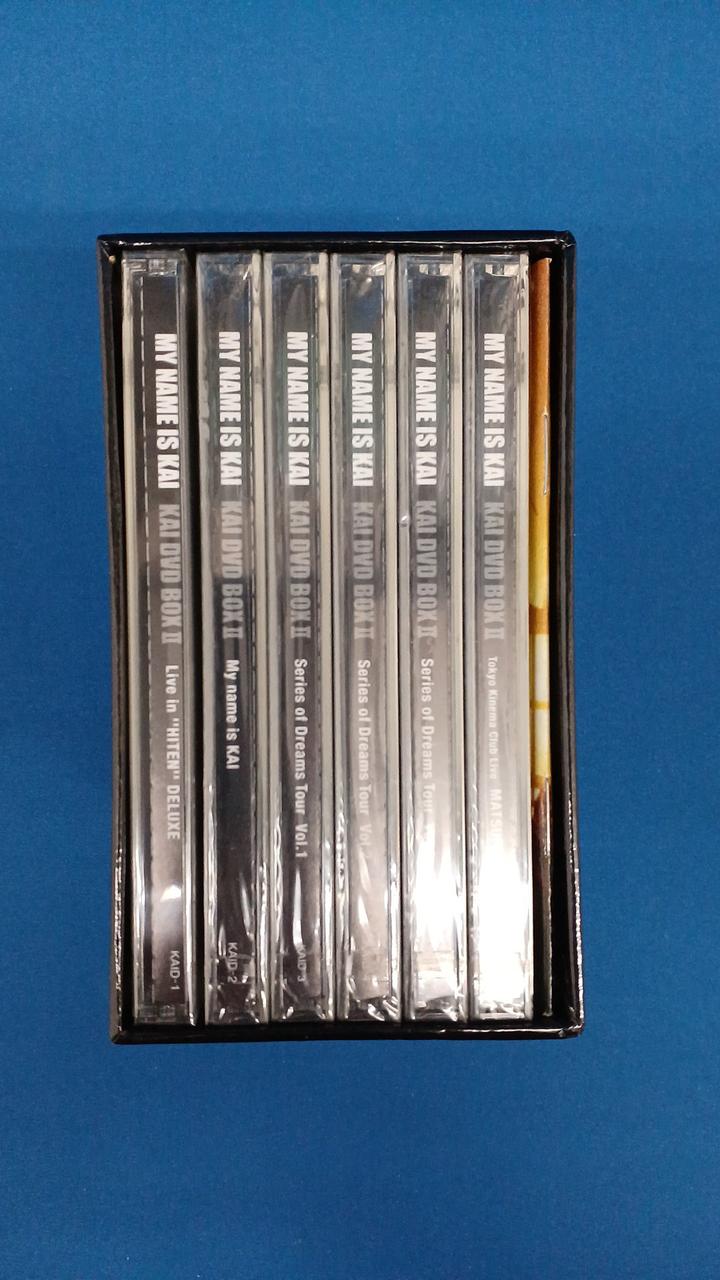 MY NAME IS KAI KAI DVD BOX II Live in "HITEN" DELUXE KAID-1
MY NAME IS KAI KAI DVD BOX II My name is KAI KAID-2
MY NAME IS KAI KAI DVD BOX II Series of Dreams Tour Vol.1 KAID-3
MY NAME IS KAI KAI DVD BOX II Series of Dreams Tour
MY NAME IS KAI KAI DVD BOX II Series of Dreams Tour
MY NAME IS KAI KAI DVD BOX II Tokyo Kinema Club Live